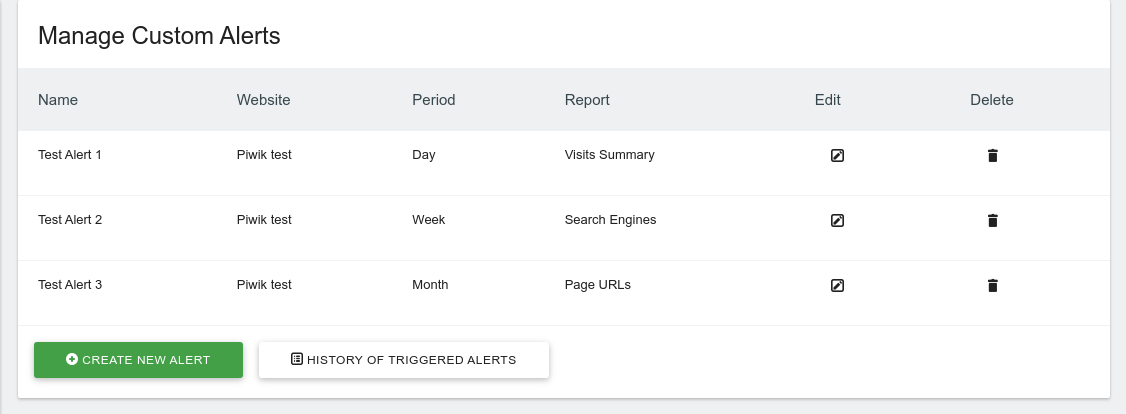 Manage Custom Alerts
Name Website Period Report Edit Delete
Test Alert 1 Piwik test Day Visits Summary
Test Alert 2 Piwik test Week Search Engines
Test Alert 3 Piwik test Month Page URLs
CREATE NEW ALERT HISTORY OF TRIGGERED ALERTS